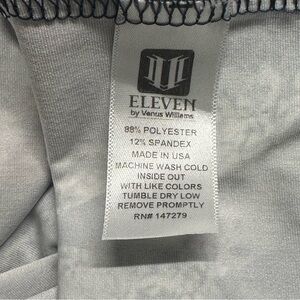 ELEVEN
by Venus Williams
88% POLYESTER
12% SPANDEX
MADE IN USA
MACHINE WASH COLD
INSIDE OUT
WITH LIKE COLORS
TUMBLE DRY LOW
REMOVE PROMPTLY
RN# 147279